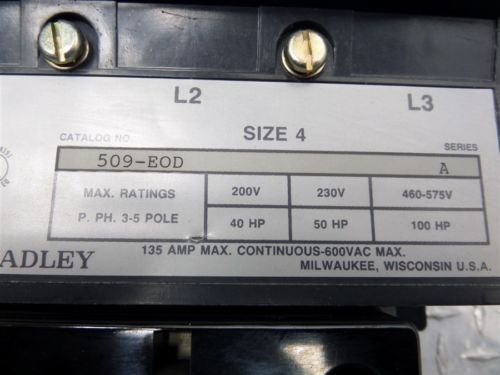 L2 L3
SIZE 4
CATALOG NO. SERIES
509-EOD A
MAX. RATINGS 200V 230V 460-575V
P. PH. 3-5 POLE 40 HP 50 HP 100 HP
ADLEY 135 AMP MAX. CONTINUOUS-600VAC MAX.
MILWAUKEE, WISCONSIN U.S.A.